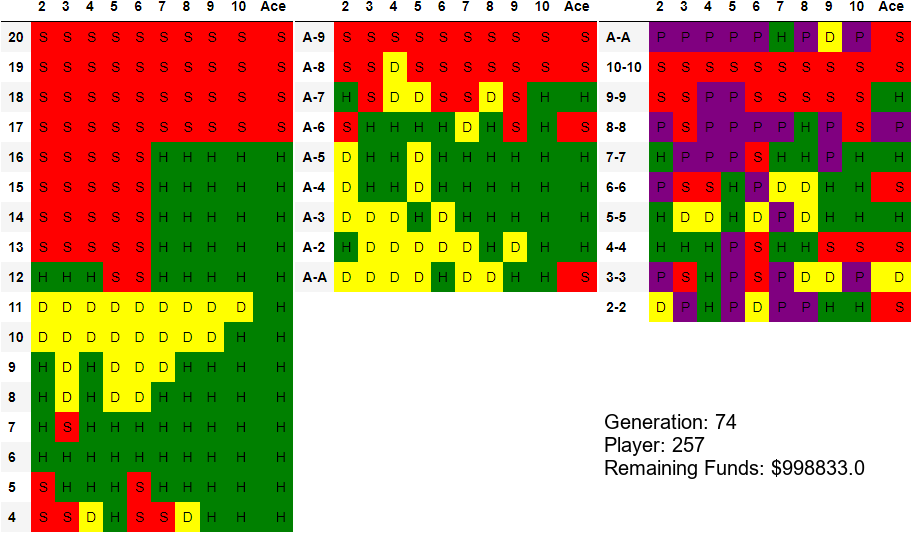 2 3 4 5 6 7 8 9 10 Ace
20 S S S S S S S S S S
19 S S S S S S S S S S
18 S S S S S S S S S S
17 S S S S S S S S S S
16 S S S S S H H H H H
15 S S S S S H H H H H
14 S S S S S H H H H H
13 S S S S S H H H H H
12 H H H S S H H H H H
11 D D D D D D D D D H
10 D D D D D D D D H H
9 H D H D D D H H H H
8 H D H D D H H H H H
7 H S H H H H H H H H
6 H H H H H H H H H H
5 S H H H S H H H H H
4 S S D H S S D H H H
2 3 4 5 6 7 8 9 10 Ace
A-9 S S S S S S S S S S
A-8 S S D S S S S S S S
A-7 H S D D S S D S H H
A-6 S H H H H D H S H S
A-5 D H H D H H H H H H
A-4 D H H D H H H H H H
A-3 D D D H D H H H H H
A-2 H D D D D D H D H H
A-A D D D D H D D H H S
2 3 4 5 6 7 8 9 10 Ace
A-A P P P P P H P D P S
10-10 S S S S S S S S S S
9-9 S S P P S S S S S H
8-8 P S P P P P H P S P
7-7 H P P P S H H P H H
6-6 P S S H P D D H H S
5-5 H D D H D P D H H H
4-4 H H H P S H H S S S
3-3 P S H P S P D D P D
2-2 D P H P D P P H H S
Generation: 74
Player: 257
Remaining Funds: $998833.0